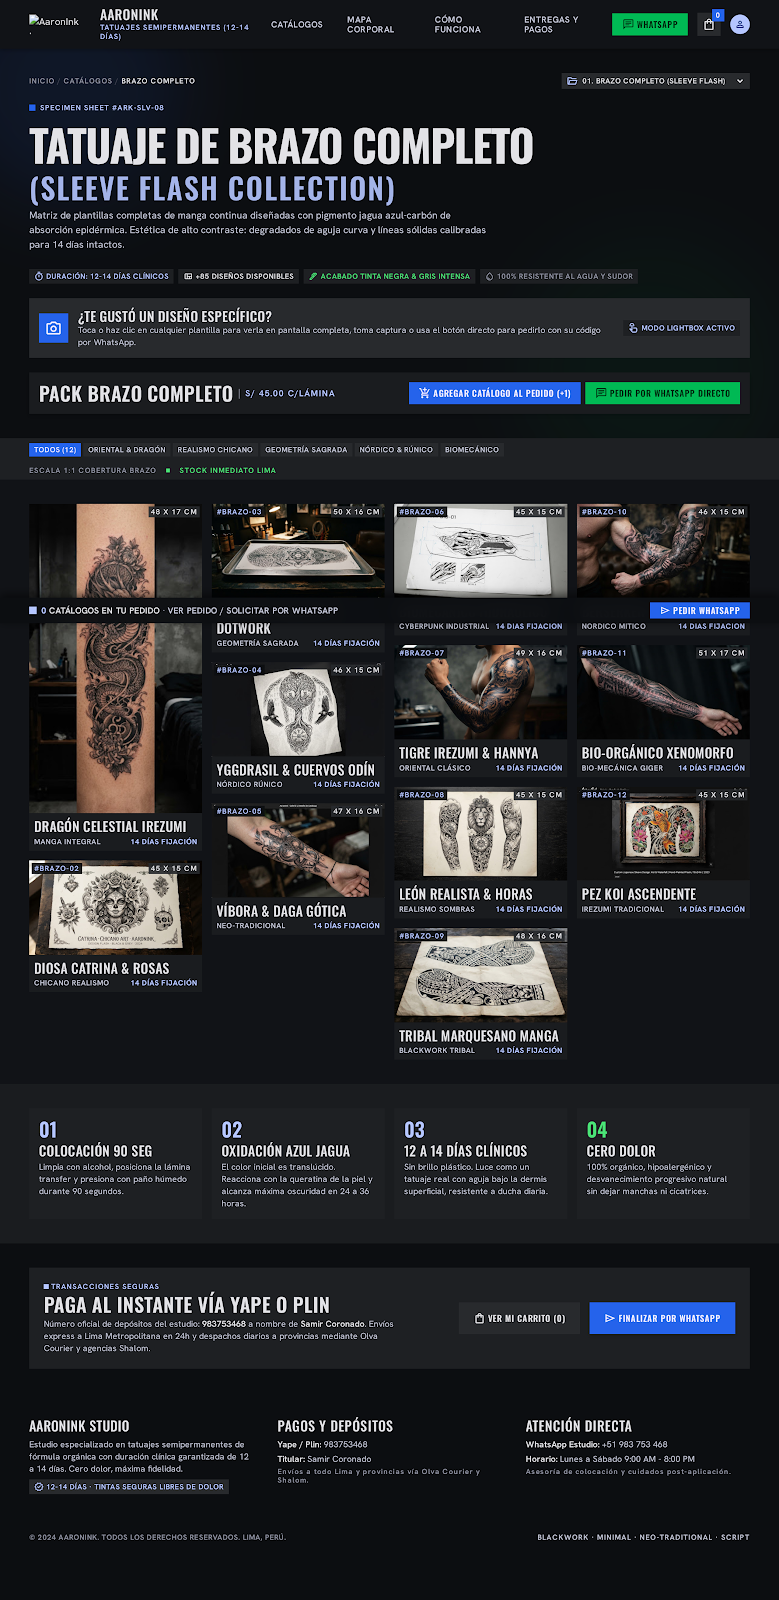 AaronInk
AARONINK
TATUAJES SEMIPERMANENTES (12-14
DÍAS)
CATÁLOGOS
MAPA
CORPORAL
CÓMO
FUNCIONA
ENTREGAS Y
PAGOS
WHATSAPP
0
INICIO / CATÁLOGOS / BRAZO COMPLETO
01. BRAZO COMPLETO (SLEEVE FLASH)
SPECIMEN SHEET #ARK-SLV-08
TATUAJE DE BRAZO COMPLETO
(SLEEVE FLASH COLLECTION)
Matriz de plantillas completas de manga continua diseñadas con pigmento jagua azul-carbón de
absorción epidérmica. Estética de alto contraste: degradados de aguja curva y líneas sólidas calibradas
para 14 días intactos.
DURACIÓN: 12-14 DÍAS CLÍNICOS
+85 DISEÑOS DISPONIBLES
ACABADO TINTA NEGRA & GRIS INTENSA
100% RESISTENTE AL AGUA Y SUDOR
¿TE GUSTÓ UN DISEÑO ESPECÍFICO?
Toca o haz clic en cualquier plantilla para verla en pantalla completa, toma captura o usa el botón directo para pedirlo con su código
por WhatsApp.
MODO LIGHTBOX ACTIVO
PACK BRAZO COMPLETO | S/ 45.00 C/LÁMINA
AGREGAR CATÁLOGO AL PEDIDO (+1)
PEDIR POR WHATSAPP DIRECTO
TODOS (12)
ORIENTAL & DRAGÓN
REALISMO CHICANO
GEOMETRÍA SAGRADA
NÓRDICO & RÚNICO
BIOMECÁNICO
ESCALA 1:1 COBERTURA BRAZO
STOCK INMEDIATO LIMA
48 X 17 CM
#BRAZO-03
50 X 16 CM
#BRAZO-06
45 X 15 CM
#BRAZO-10
46 X 15 CM
0 CATÁLOGOS EN TU PEDIDO · VER PEDIDO / SOLICITAR POR WHATSAPP
PEDIR WHATSAPP
DOTWORK
GEOMETRÍA SAGRADA
14 DÍAS FIJACIÓN
CYBERPUNK INDUSTRIAL
14 DÍAS FIJACIÓN
NÓRDICO MÍTICO
14 DÍAS FIJACIÓN
#BRAZO-04
46 X 15 CM
YGGDRASIL & CUERVOS ODÍN
NÓRDICO RÚNICO
14 DÍAS FIJACIÓN
#BRAZO-07
49 X 16 CM
TIGRE IREZUMI & HANNYA
ORIENTAL CLÁSICO
14 DÍAS FIJACIÓN
#BRAZO-11
51 X 17 CM
BIO-ORGÁNICO XENOMORFO
BIO-MECÁNICA GIGER
14 DÍAS FIJACIÓN
DRAGÓN CELESTIAL IREZUMI
MANGA INTEGRAL
14 DÍAS FIJACIÓN
#BRAZO-05
47 X 16 CM
VÍBORA & DAGA GÓTICA
NEO-TRADICIONAL
14 DÍAS FIJACIÓN
#BRAZO-08
45 X 15 CM
LEÓN REALISTA & HORAS
REALISMO SOMBRAS
14 DÍAS FIJACIÓN
#BRAZO-12
45 X 15 CM
PEZ KOI ASCENDENTE
IREZUMI TRADICIONAL
14 DÍAS FIJACIÓN
#BRAZO-02
45 X 15 CM
CATRINA CHICANO ART AARONINK
DIOSA CATRINA & ROSAS
CHICANO REALISMO
14 DÍAS FIJACIÓN
#BRAZO-09
48 X 16 CM
TRIBAL MARQUESANO MANGA
BLACKWORK TRIBAL
14 DÍAS FIJACIÓN
01
COLOCACIÓN 90 SEG
Limpia con alcohol, posiciona la lámina
transfer y presiona con paño húmedo
durante 90 segundos.
02
OXIDACIÓN AZUL JAGUA
El color inicial es translúcido.
Reacciona con la queratina de la piel y
alcanza máxima oscuridad en 24 a 36
horas.
03
12 A 14 DÍAS CLÍNICOS
Sin brillo plástico. Luce como un
tatuaje real con aguja bajo la dermis
superficial, resistente a ducha diaria.
04
CERO DOLOR
100% orgánico, hipoalergénico y
desvanecimiento progresivo natural
sin dejar manchas ni cicatrices.
TRANSACCIONES SEGURAS
PAGA AL INSTANTE VÍA YAPE O PLIN
Número oficial de depósitos del estudio: 983753468 a nombre de Samir Coronado. Envíos
express a Lima Metropolitana en 24h y despachos diarios a provincias mediante Olva
Courier y agencias Shalom.
VER MI CARRITO (0)
FINALIZAR POR WHATSAPP
AARONINK STUDIO
Estudio especializado en tatuajes semipermanentes de
fórmula orgánica con duración clínica garantizada de 12
a 14 días. Cero dolor, máxima fidelidad.
12-14 DÍAS · TINTAS SEGURAS LIBRES DE DOLOR
PAGOS Y DEPÓSITOS
Yape / Plin: 983753468
Titular: Samir Coronado
Envíos a todo Lima y provincias vía Olva Courier y
Shalom.
ATENCIÓN DIRECTA
WhatsApp Estudio: +51 983 753 468
Horario: Lunes a Sábado 9:00 AM - 8:00 PM
Asesoría de colocación y cuidados post-aplicación.
© 2024 AARONINK. TODOS LOS DERECHOS RESERVADOS. LIMA, PERÚ.
BLACKWORK · MINIMAL · NEO-TRADITIONAL · SCRIPT